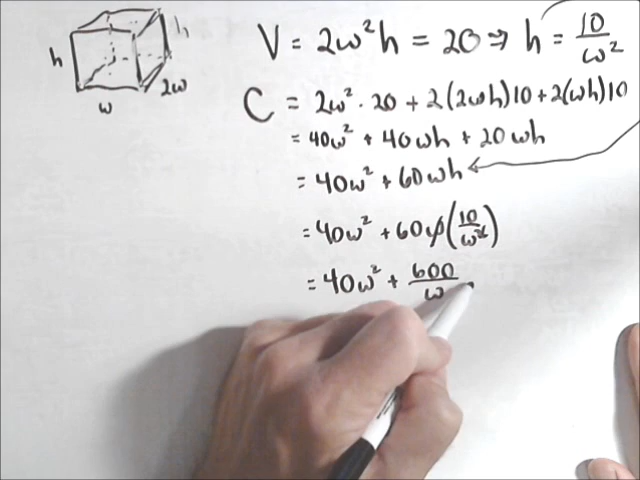 h
h
w
2w
V = 2w²h = 20 ⇒ h = 10/w²
C = 2w² · 20 + 2(2wh)10 + 2(wh)10
= 40w² + 40wh + 20wh
= 40w² + 60wh
= 40w² + 60w(10/w²)
= 40w² + 600/w